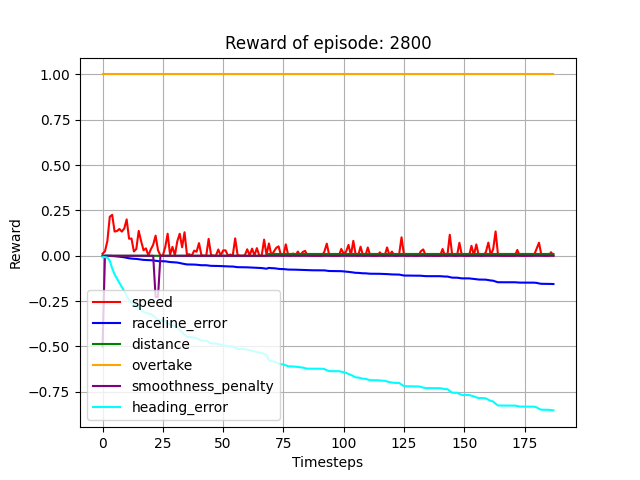 Reward of episode: 2800
Reward
1.00
0.75
0.50
0.25
0.00
−0.25
−0.50
−0.75
speed
raceline_error
distance
overtake
smoothness_penalty
heading_error
0 25 50 75 100 125 150 175
Timesteps